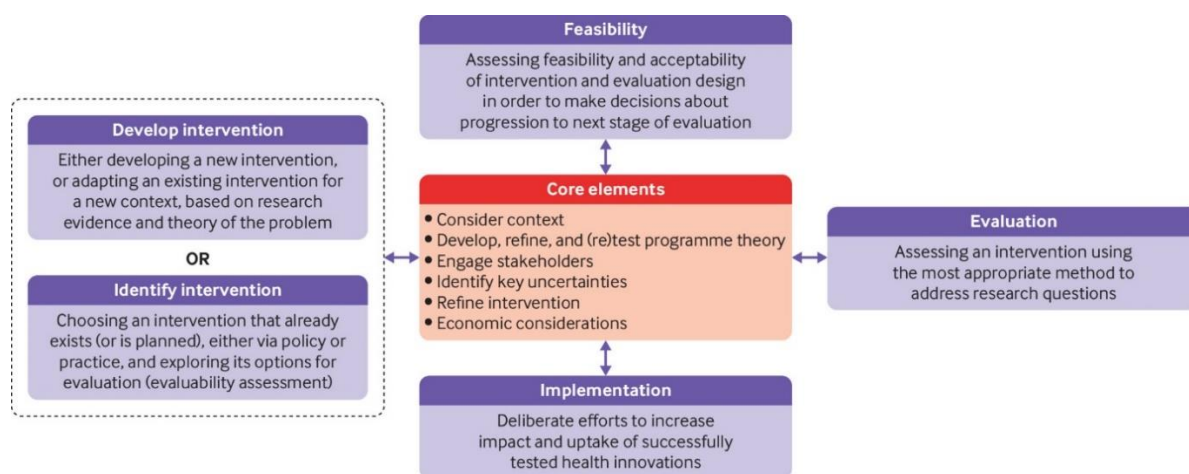 Feasibility
Assessing feasibility and acceptability
of intervention and evaluation design
in order to make decisions about
progression to next stage of evaluation
Develop intervention
Either developing a new intervention,
or adapting an existing intervention for
a new context, based on research
evidence and theory of the problem
OR
Identify intervention
Choosing an intervention that already
exists (or is planned), either via policy or
practice, and exploring its options for
evaluation (evaluability assessment)
Core elements
• Consider context
• Develop, refine, and (re)test programme theory
• Engage stakeholders
• Identify key uncertainties
• Refine intervention
• Economic considerations
Evaluation
Assessing an intervention using
the most appropriate method to
address research questions
Implementation
Deliberate efforts to increase
impact and uptake of successfully
tested health innovations